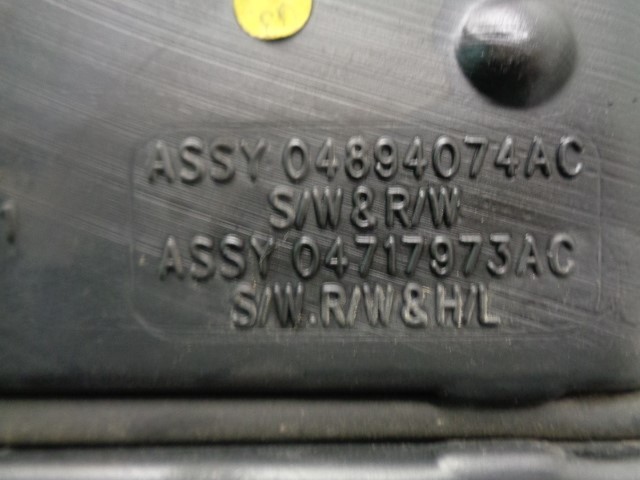 ASSY 04894074AC
S/W & R/W
ASSY 04717973AC
S/W.R/W & H/L